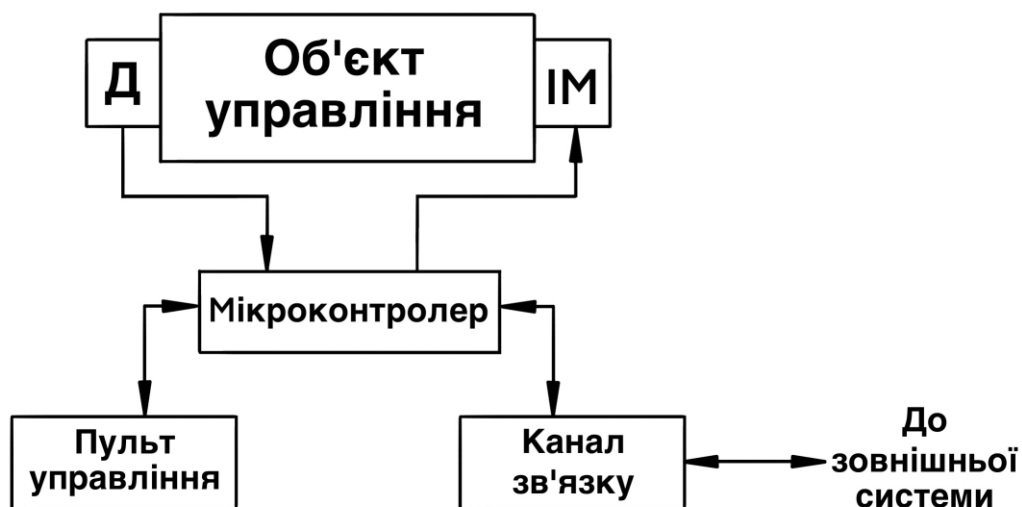 Д
Об'єкт
управління
ІМ
Мікроконтролер
Пульт
управління
Канал
зв'язку
До
зовнішньої
системи